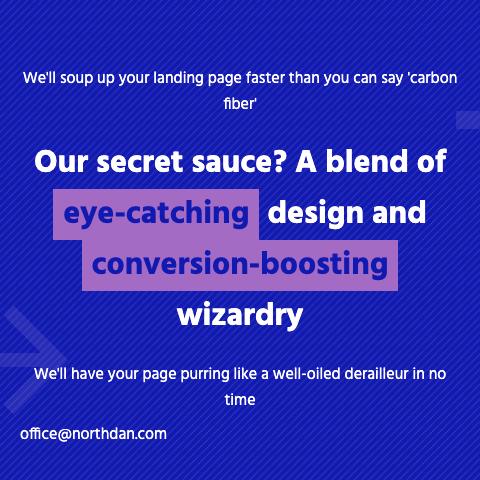 We'll soup up your landing page faster than you can say 'carbon
fiber'
Our secret sauce? A blend of
eye-catching design and
conversion-boosting
wizardry
We'll have your page purring like a well-oiled derailleur in no
time
office@northdan.com